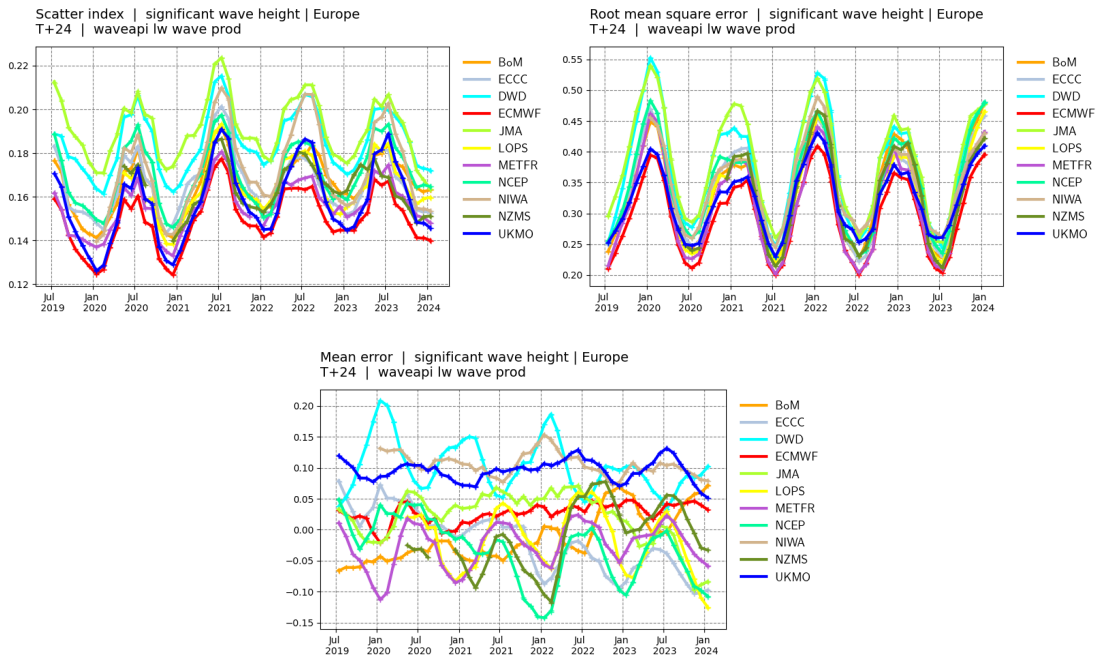 Scatter index | significant wave height | Europe
T+24 | waveapi lw wave prod
0.22
0.20
0.18
0.16
0.14
0.12
Jul 2019
Jan 2020
Jul 2020
Jan 2021
Jul 2021
Jan 2022
Jul 2022
Jan 2023
Jul 2023
Jan 2024
BoM
ECCC
DWD
ECMWF
JMA
LOPS
METFR
NCEP
NIWA
NZMS
UKMO
Root mean square error | significant wave height | Europe
T+24 | waveapi lw wave prod
0.55
0.50
0.45
0.40
0.35
0.30
0.25
0.20
Jul 2019
Jan 2020
Jul 2020
Jan 2021
Jul 2021
Jan 2022
Jul 2022
Jan 2023
Jul 2023
Jan 2024
BoM
ECCC
DWD
ECMWF
JMA
LOPS
METFR
NCEP
NIWA
NZMS
UKMO
Mean error | significant wave height | Europe
T+24 | waveapi lw wave prod
0.20
0.15
0.10
0.05
0.00
−0.05
−0.10
−0.15
Jul 2019
Jan 2020
Jul 2020
Jan 2021
Jul 2021
Jan 2022
Jul 2022
Jan 2023
Jul 2023
Jan 2024
BoM
ECCC
DWD
ECMWF
JMA
LOPS
METFR
NCEP
NIWA
NZMS
UKMO